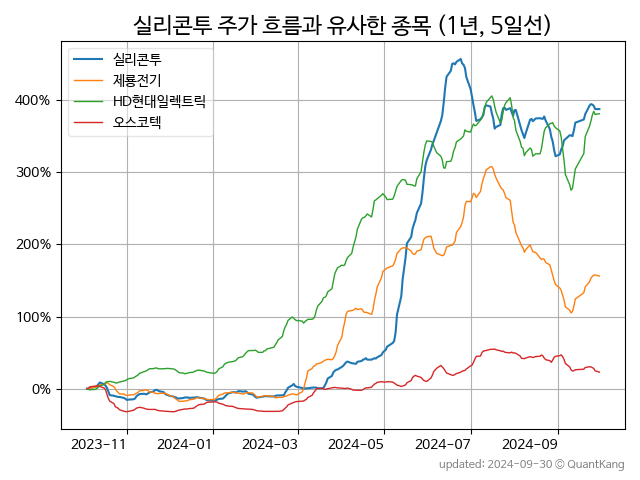 실리콘투 주가 흐름과 유사한 종목 (1년, 5일선)
실리콘투
제룡전기
HD현대일렉트릭
오스코텍
400%
300%
200%
100%
0%
2023-11 2024-01 2024-03 2024-05 2024-07 2024-09
updated: 2024-09-30 © QuantKang